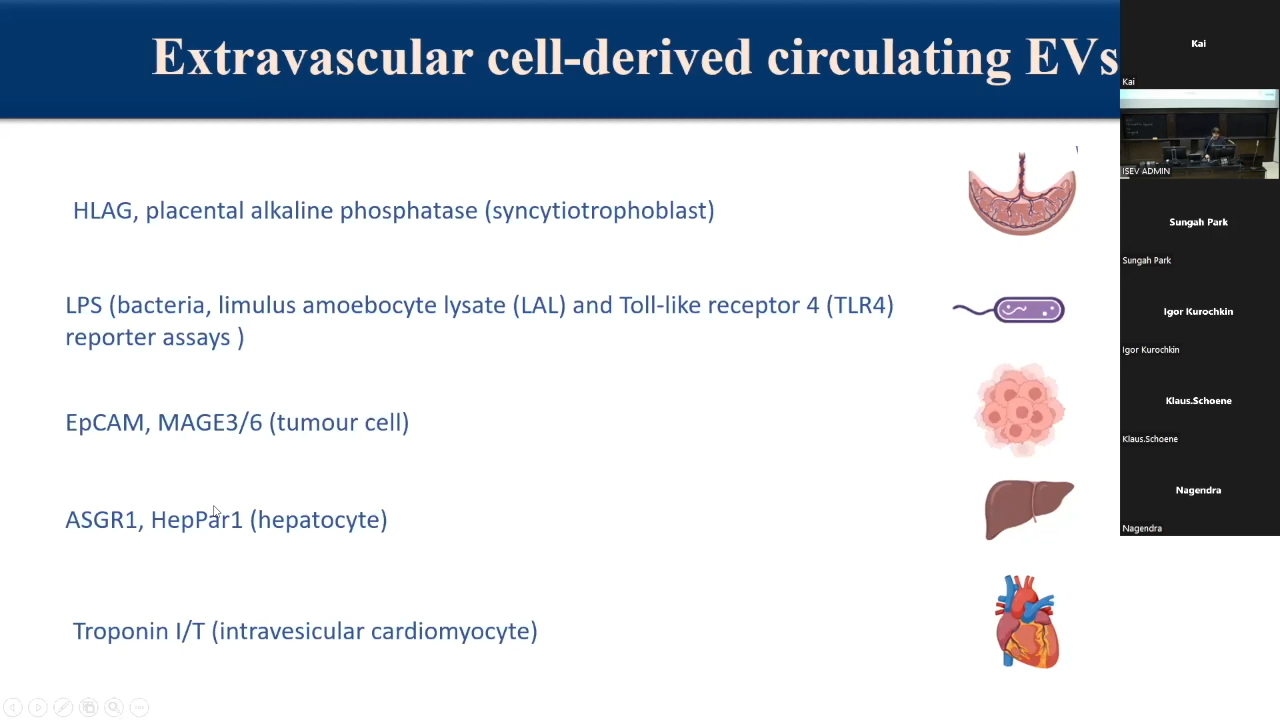 Extravascular cell-derived circulating EVs
HLAG, placental alkaline phosphatase (syncytiotrophoblast)
LPS (bacteria, limulus amoebocyte lysate (LAL) and Toll-like receptor 4 (TLR4)
reporter assays )
EpCAM, MAGE3/6 (tumour cell)
ASGR1, HepPar1 (hepatocyte)
Troponin I/T (intravesicular cardiomyocyte)
Kai
Kai
ISEV ADMIN
Sungah Park
Sungah Park
Igor Kurochkin
Igor Kurochkin
Klaus.Schoene
Klaus.Schoene
Nagendra
Nagendra